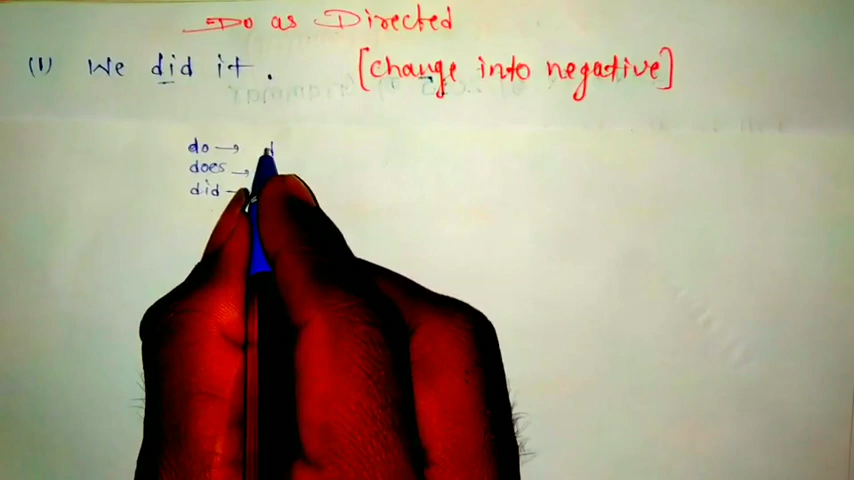 Do as Directed
(1) We did it. [change into negative]
do → d
does →
did →